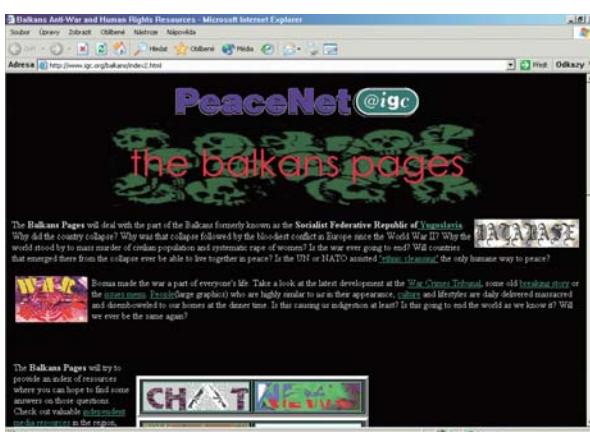 Balkans Anti-War and Human Rights Resources - Microsoft Internet Explorer
Soubor Úpravy Zobrazit Oblíbené Nástroje Nápověda
Hledat Oblíbené Média
Adresa http://www.igc.org/balkans/index2.html Přejít Odkazy
PeaceNet @igc
the balkans pages
The Balkans Pages will deal with the part of the Balkans formerly known as the Socialist Federative Republic of Yugoslavia.
DATABASE
Why did the country collapse? Why was that collapse followed by the bloodiest conflict in Europe since the World War II? Why the
world stood by to mass murder of civilian population and systematic rape of women? Is the war ever going to end? Will countries
that emerged there from the collapse ever be able to live together in peace? Is the UN or NATO assisted "ethnic cleansing" the only humane way to peace?
WAR
Bosnia made the war a part of everyone's life. Take a look at the latest development at the War Crimes Tribunal, some old breaking story or
the issues menu. People(large graphics) who are highly similar to us in their appearance, culture and lifestyles are daily delivered massacred
and disemboweled to our homes at the dinner time. Is this causing us indigestion at least? Is this going to end the world as we know it? Will
we ever be the same again?
The Balkans Pages will try to
provide an index of resources
where you can hope to find some
answers on those questions.
Check out valuable independent
media resources in the region,
CHAT NEWS